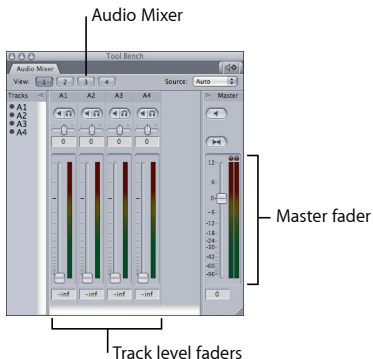 Audio Mixer
Tool Bench
Audio Mixer
View: 1 2 3 4 Source: Auto
Tracks A1 A2 A3 A4 Master
A1
A2
A3
A4
0 0 0 0
12
6
0
-6
-12
-18
-24
-30
-42
-60
-96
-inf -inf -inf -inf 0
Master fader
Track level faders